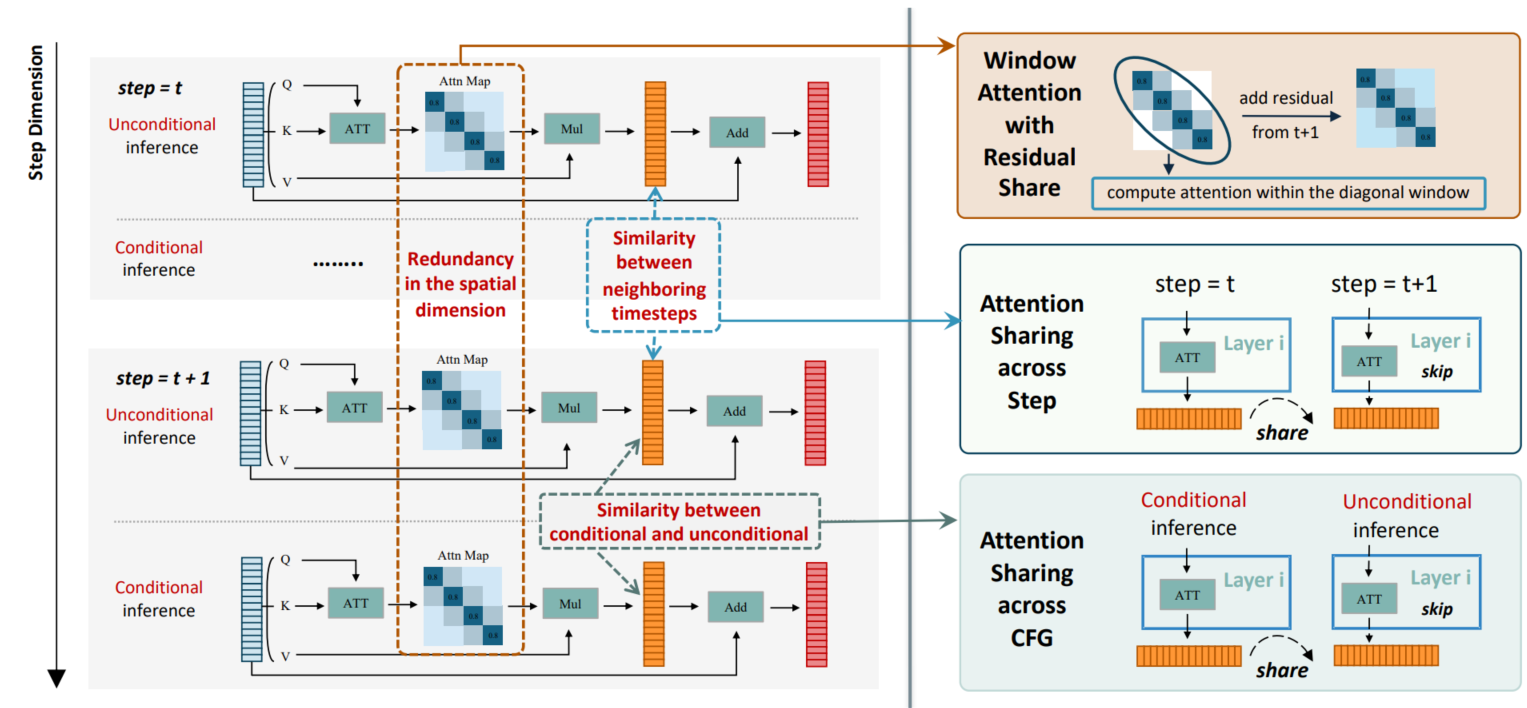 Step Dimension
step = t
Unconditional
inference
Q
K
V
ATT
Attn Map
0.8
0.8
0.8
0.8
Mul
Add
Conditional
inference
........
Redundancy
in the spatial
dimension
Similarity
between
neighboring
timesteps
step = t + 1
Unconditional
inference
Q
K
V
ATT
Attn Map
0.8
0.8
0.8
0.8
Mul
Add
Similarity between
conditional and unconditional
Conditional
inference
Q
K
V
ATT
Attn Map
0.8
0.8
0.8
0.8
Mul
Add
Window
Attention
with
Residual
Share
0.8
0.8
0.8
0.8
add residual
from t+1
0.8
0.8
0.8
0.8
compute attention within the diagonal window
Attention
Sharing
across
Step
step = t
ATT
Layer i
share
step = t+1
ATT
Layer i
skip
Attention
Sharing
across
CFG
Conditional
inference
ATT
Layer i
share
Unconditional
inference
ATT
Layer i
skip